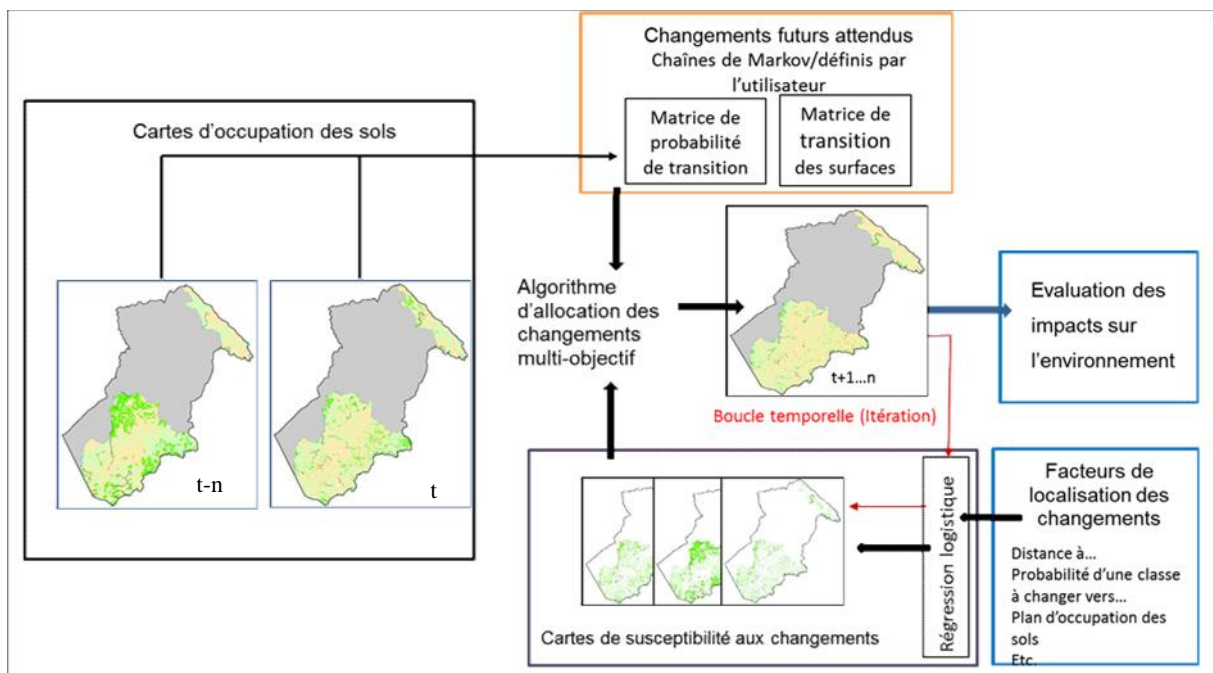 Cartes d'occupation des sols
t-n
t
Changements futurs attendus
Chaînes de Markov/définis par
l'utilisateur
Matrice de
probabilité
de transition
Matrice de
transition
des surfaces
Algorithme
d'allocation des
changements
multi-objectif
t+1...n
Boucle temporelle (Itération)
Evaluation des
impacts sur
l'environnement
Cartes de susceptibilité aux changements
Régression logistique
Facteurs de
localisation des
changements
Distance à...
Probabilité d'une classe
à changer vers...
Plan d'occupation des
sols
Etc.